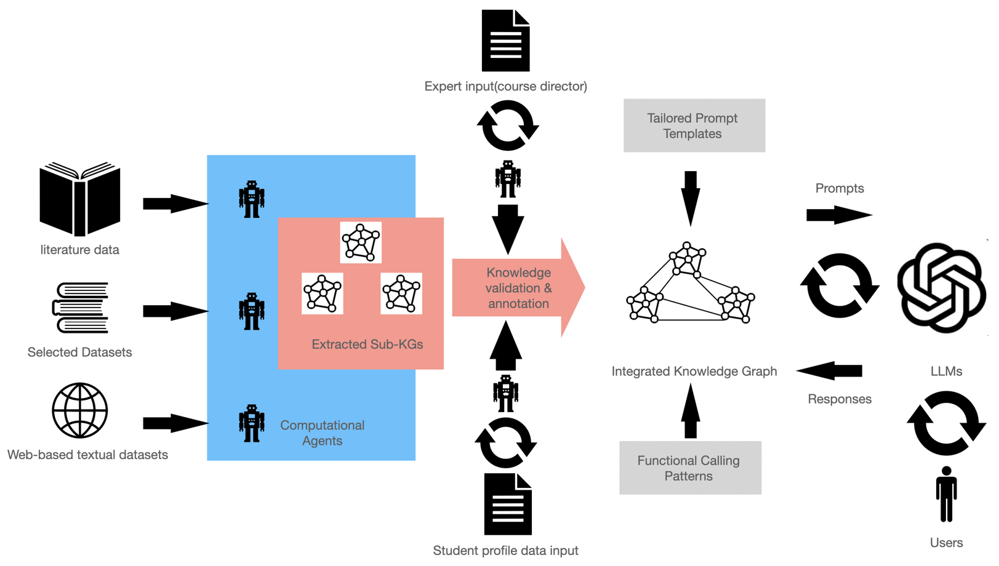 Expert input(course director)
Tailored Prompt
Templates
Prompts
literature data
Knowledge
validation &
annotation
Extracted Sub-KGs
Selected Datasets
Integrated Knowledge Graph
LLMs
Responses
Computational
Agents
Web-based textual datasets
Functional Calling
Patterns
Student profile data input
Users